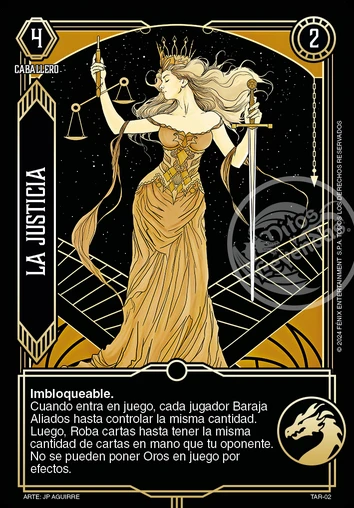 4
2
CABALLERO
LA JUSTICIA
© 2024 FÉNIX ENTERTAINMENT S.P.A. TODOS LOS DERECHOS RESERVADOS
Mitos
Imbloqueable.
Cuando entra en juego, cada jugador Baraja
Aliados hasta controlar la misma cantidad.
Luego, Roba cartas hasta tener la misma
cantidad de cartas en mano que tu oponente.
No se pueden poner Oros en juego por
efectos.
ARTE: JP AGUIRRE
TAR-02